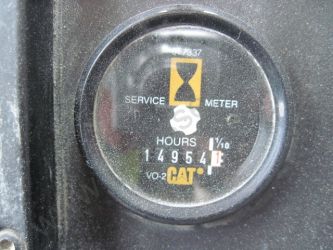 SERVICE METER
HOURS 1/10
14954
VO-2 CAT